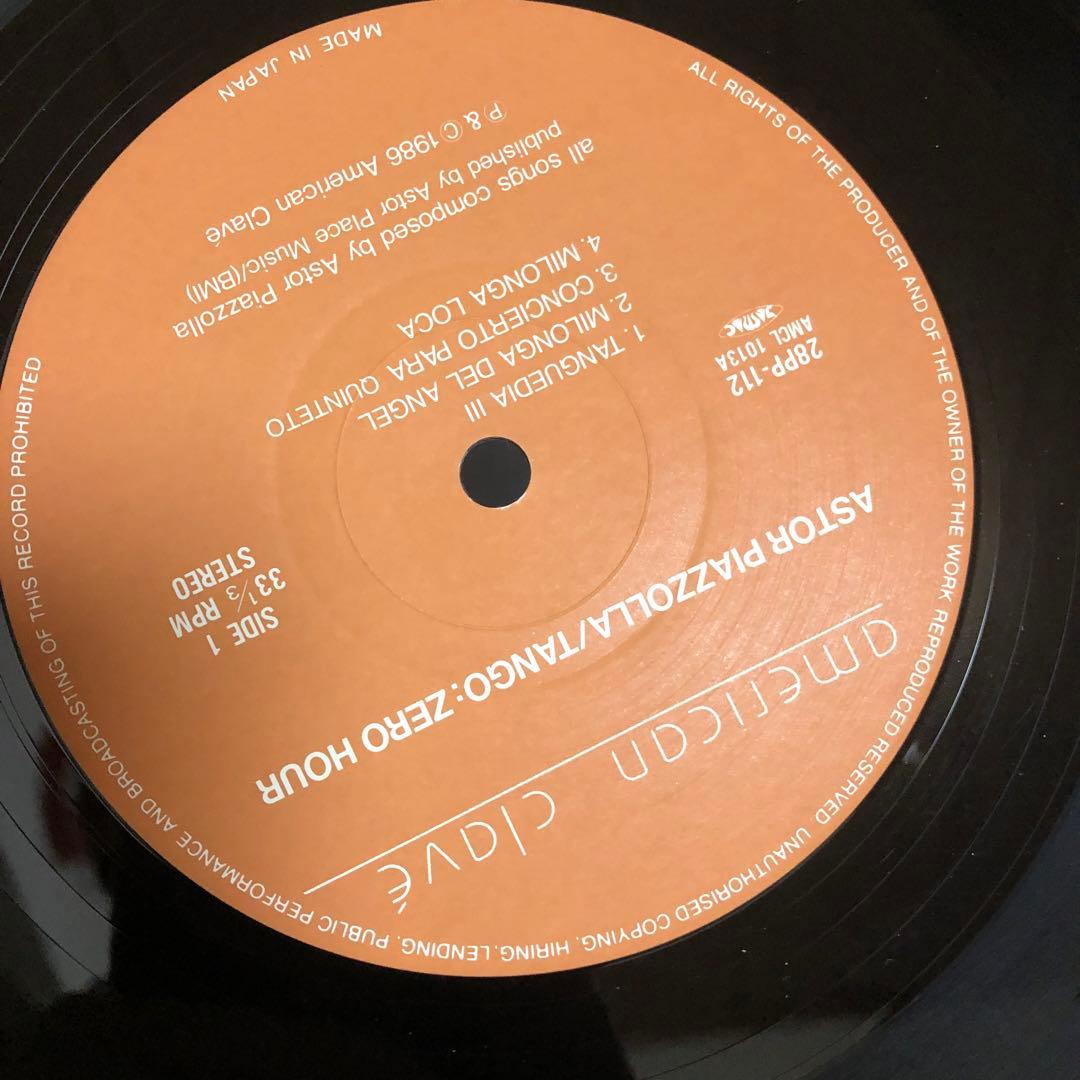 american clavé
ASTOR PIAZZOLLA/TANGO: ZERO HOUR
28PP-112
AMCL 1013A
JASRAC
SIDE 1
33 1/3 RPM
STEREO
1. TANGUEDIA III
2. MILONGA DEL ANGEL
3. CONCIERTO PARA QUINTETO
4. MILONGA LOCA
all songs composed by Astor Piazzolla
published by Astor Place Music/(BMI)
Ⓟ & © 1986 American Clavé
ALL RIGHTS OF THE PRODUCER AND OF THE OWNER OF THE WORK REPRODUCED RESERVED. UNAUTHORISED COPYING. HIRING. LENDING. PUBLIC PERFORMANCE AND BROADCASTING OF THIS RECORD PROHIBITED
MADE IN JAPAN